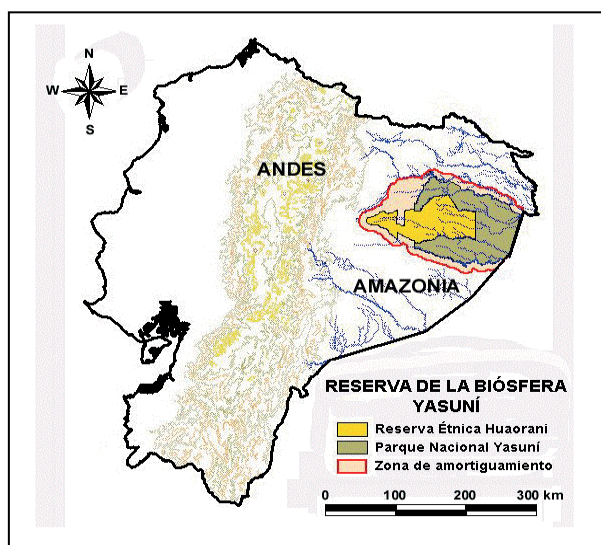 N
W E
S
ANDES
AMAZONIA
RESERVA DE LA BIÓSFERA
YASUNÍ
Reserva Étnica Huaorani
Parque Nacional Yasuní
Zona de amortiguamiento
0 100 200 300 km